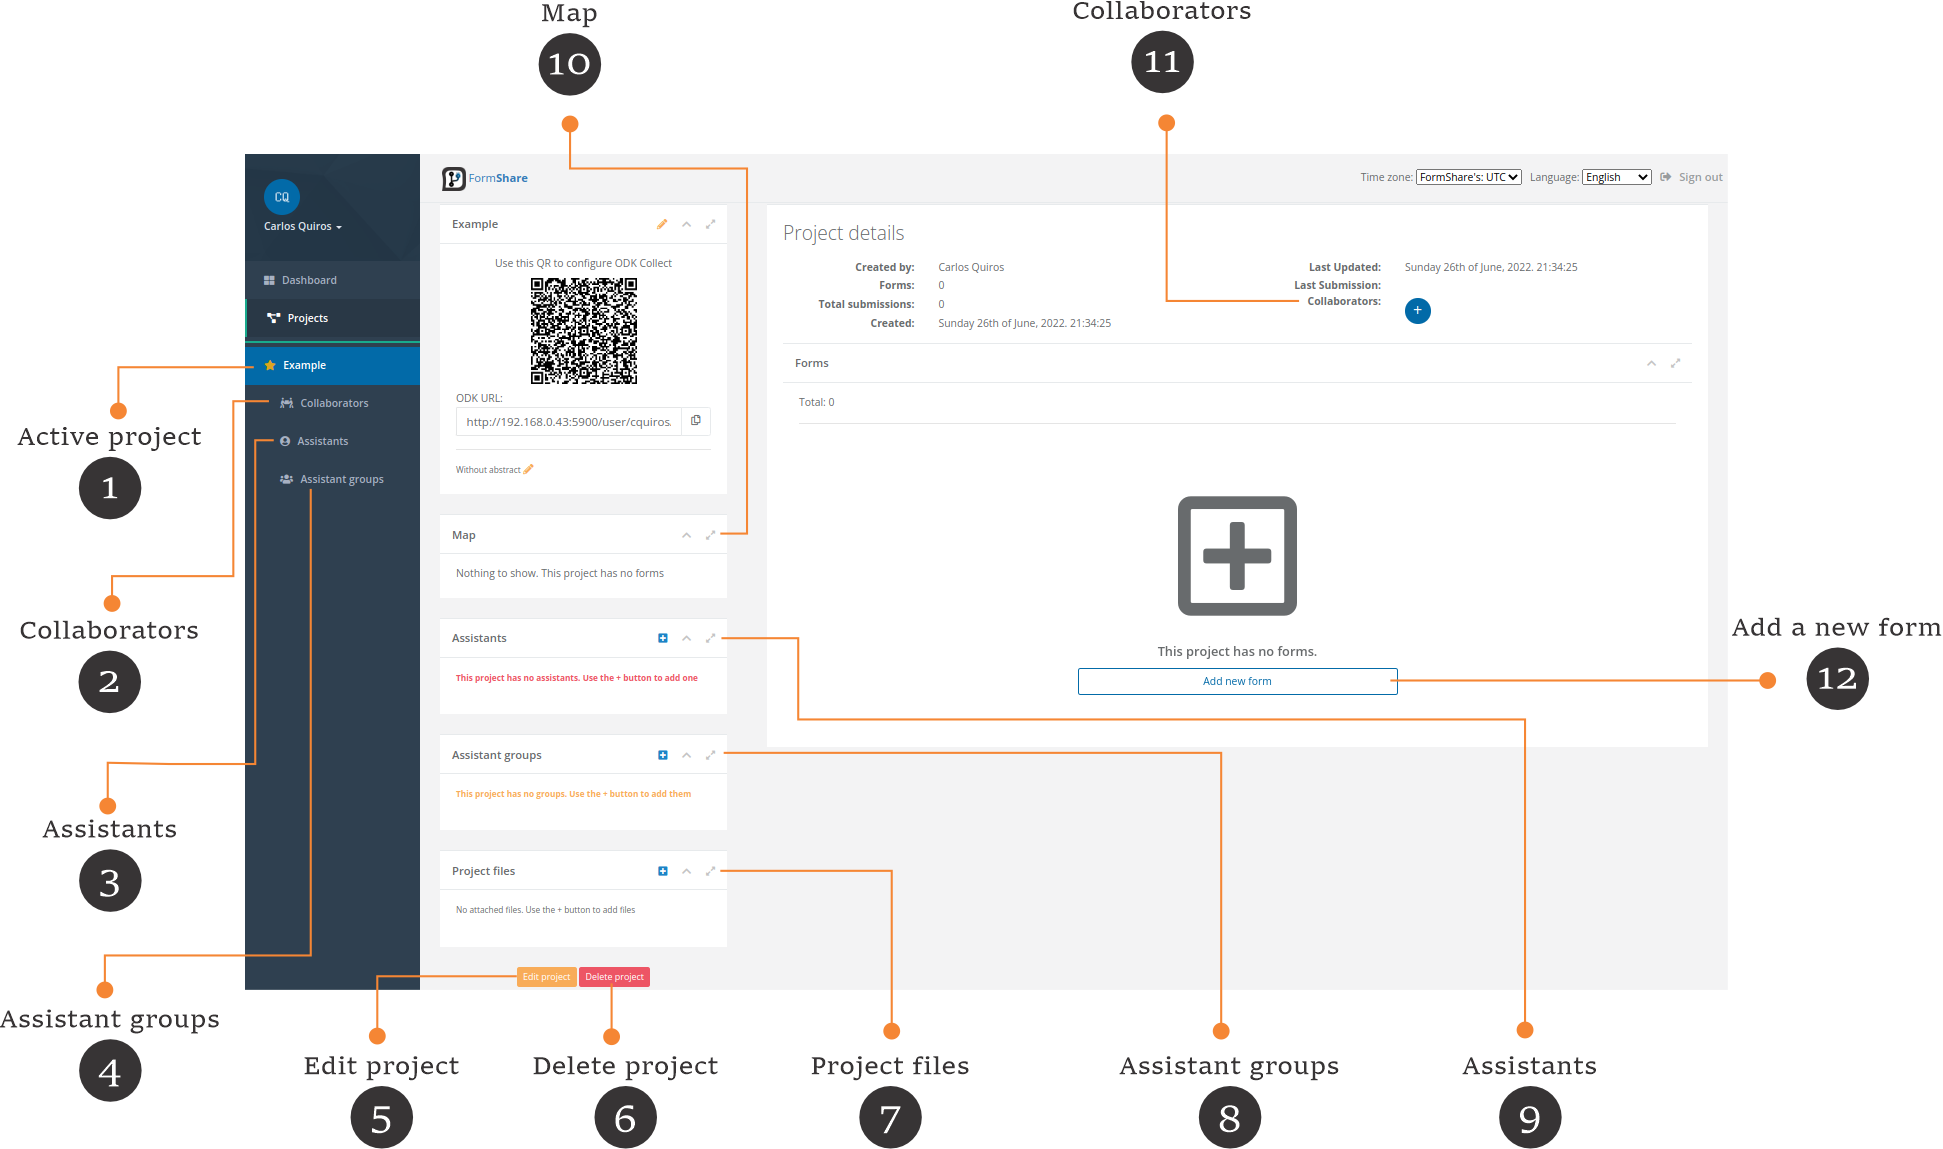 Map
10
Collaborators
11
CQ
Carlos Quiros
Dashboard
Projects
Example
Collaborators
Assistants
Assistant groups
FormShare
Time zone: FormShare's: UTC Language: English Sign out
Example
Use this QR to configure ODK Collect
ODK URL:
http://192.168.0.43:5900/user/cquiros.
Without abstract
Map
Nothing to show. This project has no forms
Assistants
This project has no assistants. Use the + button to add one
Assistant groups
This project has no groups. Use the + button to add them
Project files
No attached files. Use the + button to add files
Edit project Delete project
Project details
Created by: Carlos Quiros
Forms: 0
Total submissions: 0
Created: Sunday 26th of June, 2022. 21:34:25
Last Updated: Sunday 26th of June, 2022. 21:34:25
Last Submission:
Collaborators: +
Forms
Total: 0
This project has no forms.
Add new form
Active project
1
Collaborators
2
Assistants
3
Assistant groups
4
Edit project
5
Delete project
6
Project files
7
Assistant groups
8
Assistants
9
Add a new form
12